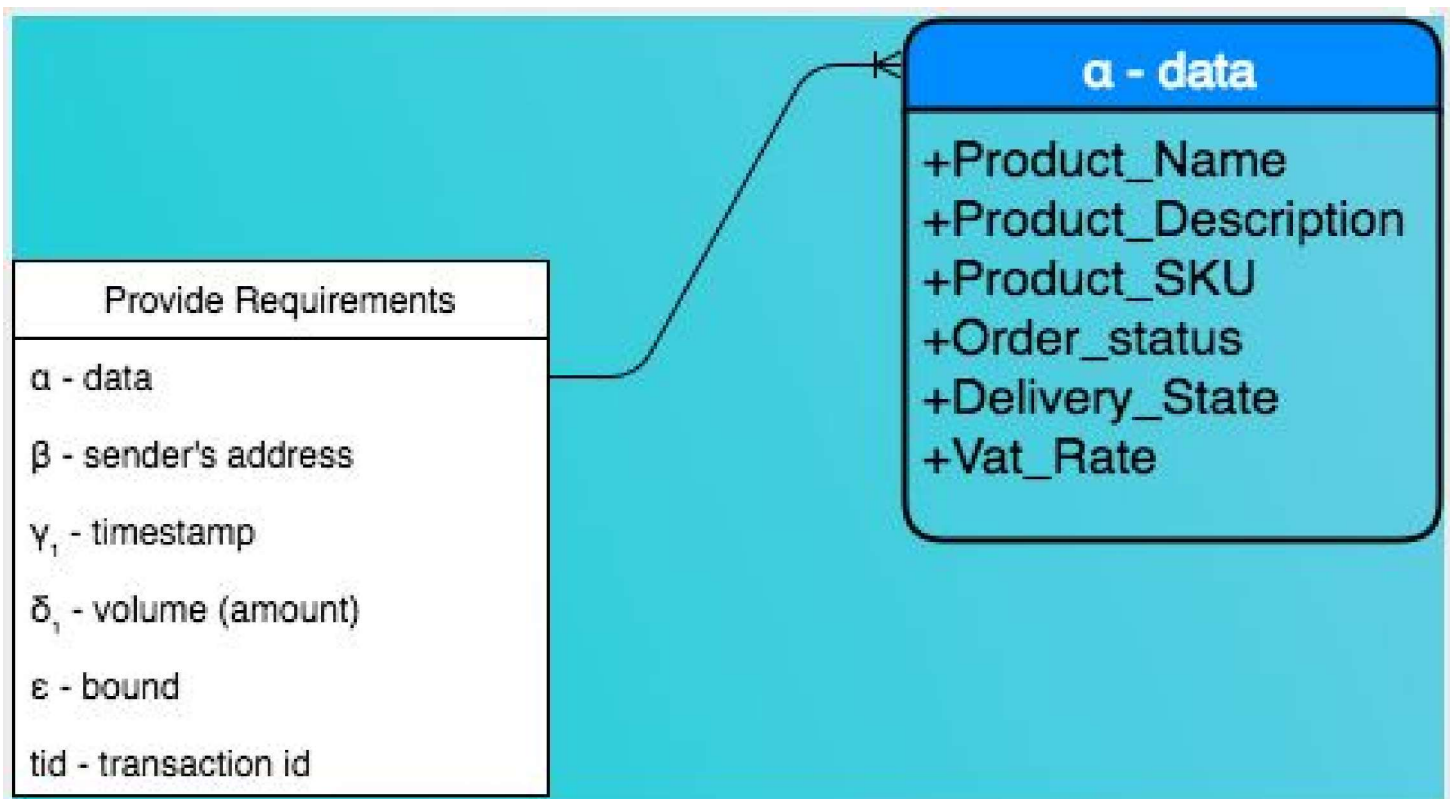 α - data
+Product_Name
+Product_Description
+Product_SKU
+Order_status
+Delivery_State
+Vat_Rate
Provide Requirements
α - data
β - sender's address
γ₁ - timestamp
δ₁ - volume (amount)
ε - bound
tid - transaction id